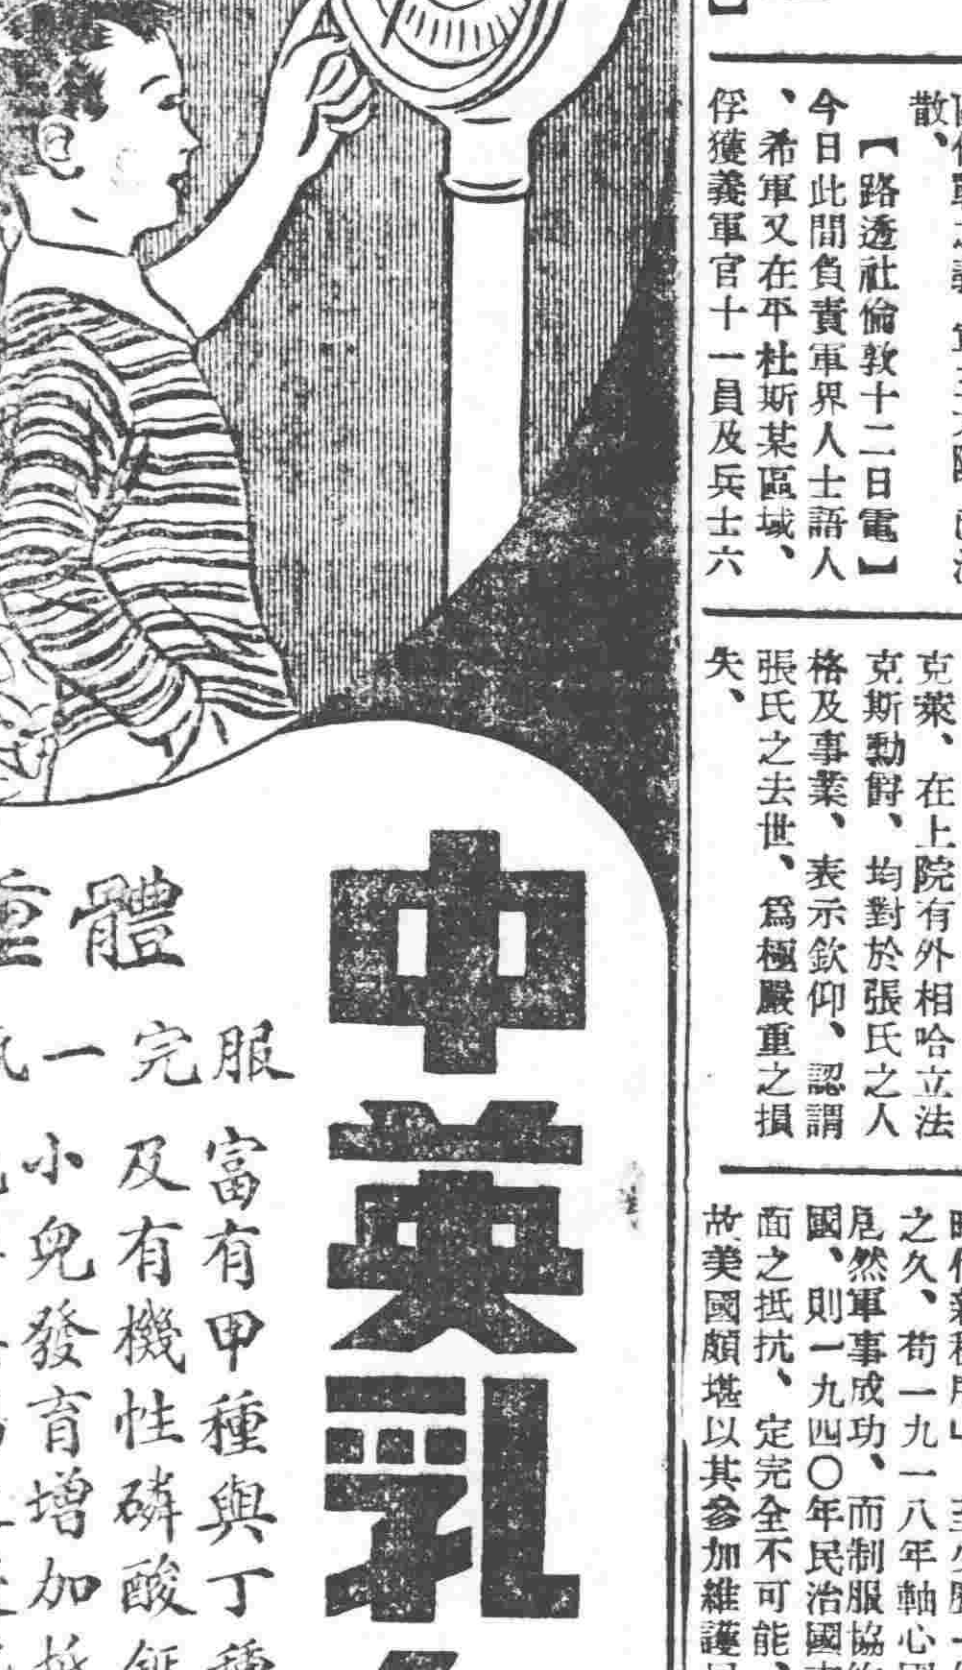 散、
【路透社倫敦十二日電】
今日此間負責軍界人士語人
、希軍又在平杜斯某區域、
俘獲義軍官十一員及兵士六
克萊、在上院有外相哈立法
克斯勳爵、均對於張氏之人
格及事業、表示欽仰、認謂
張氏之去世、爲極嚴重之損
失、
之久、苟一九一八年軸心國
然軍事成功、而制服協約
國、則一九四〇年民治國
面之抵抗、定完全不可能、
故美國頗堪以其參加維護
中英乳
體重
服完一
富有甲種與丁種
及有機性磷酸鈣
小兒發育增加抵